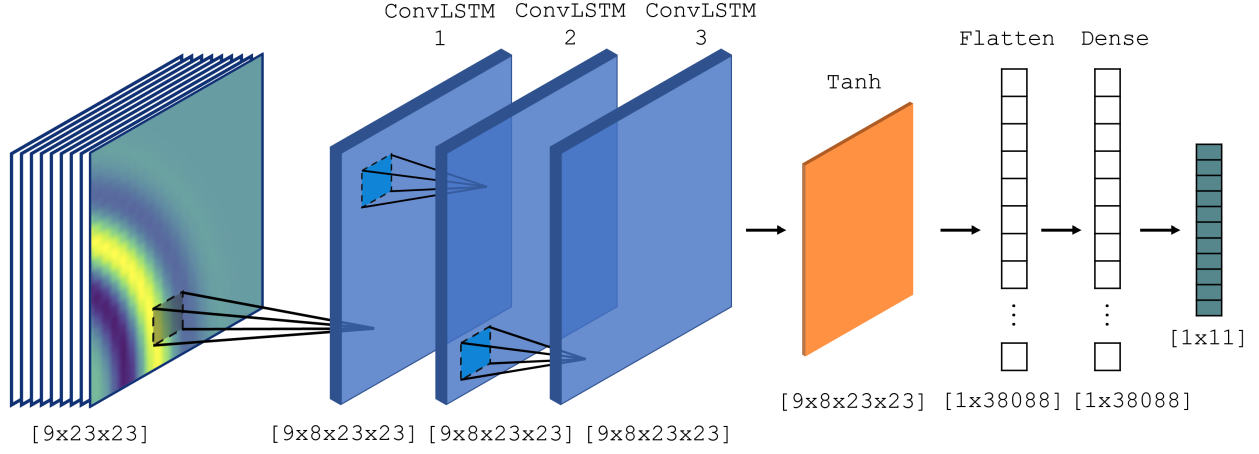 ConvLSTM ConvLSTM ConvLSTM
1 2 3
Flatten Dense
Tanh
[1x11]
[9x8x23x23] [1x38088] [1x38088]
[9x23x23] [9x8x23x23] [9x8x23x23] [9x8x23x23]